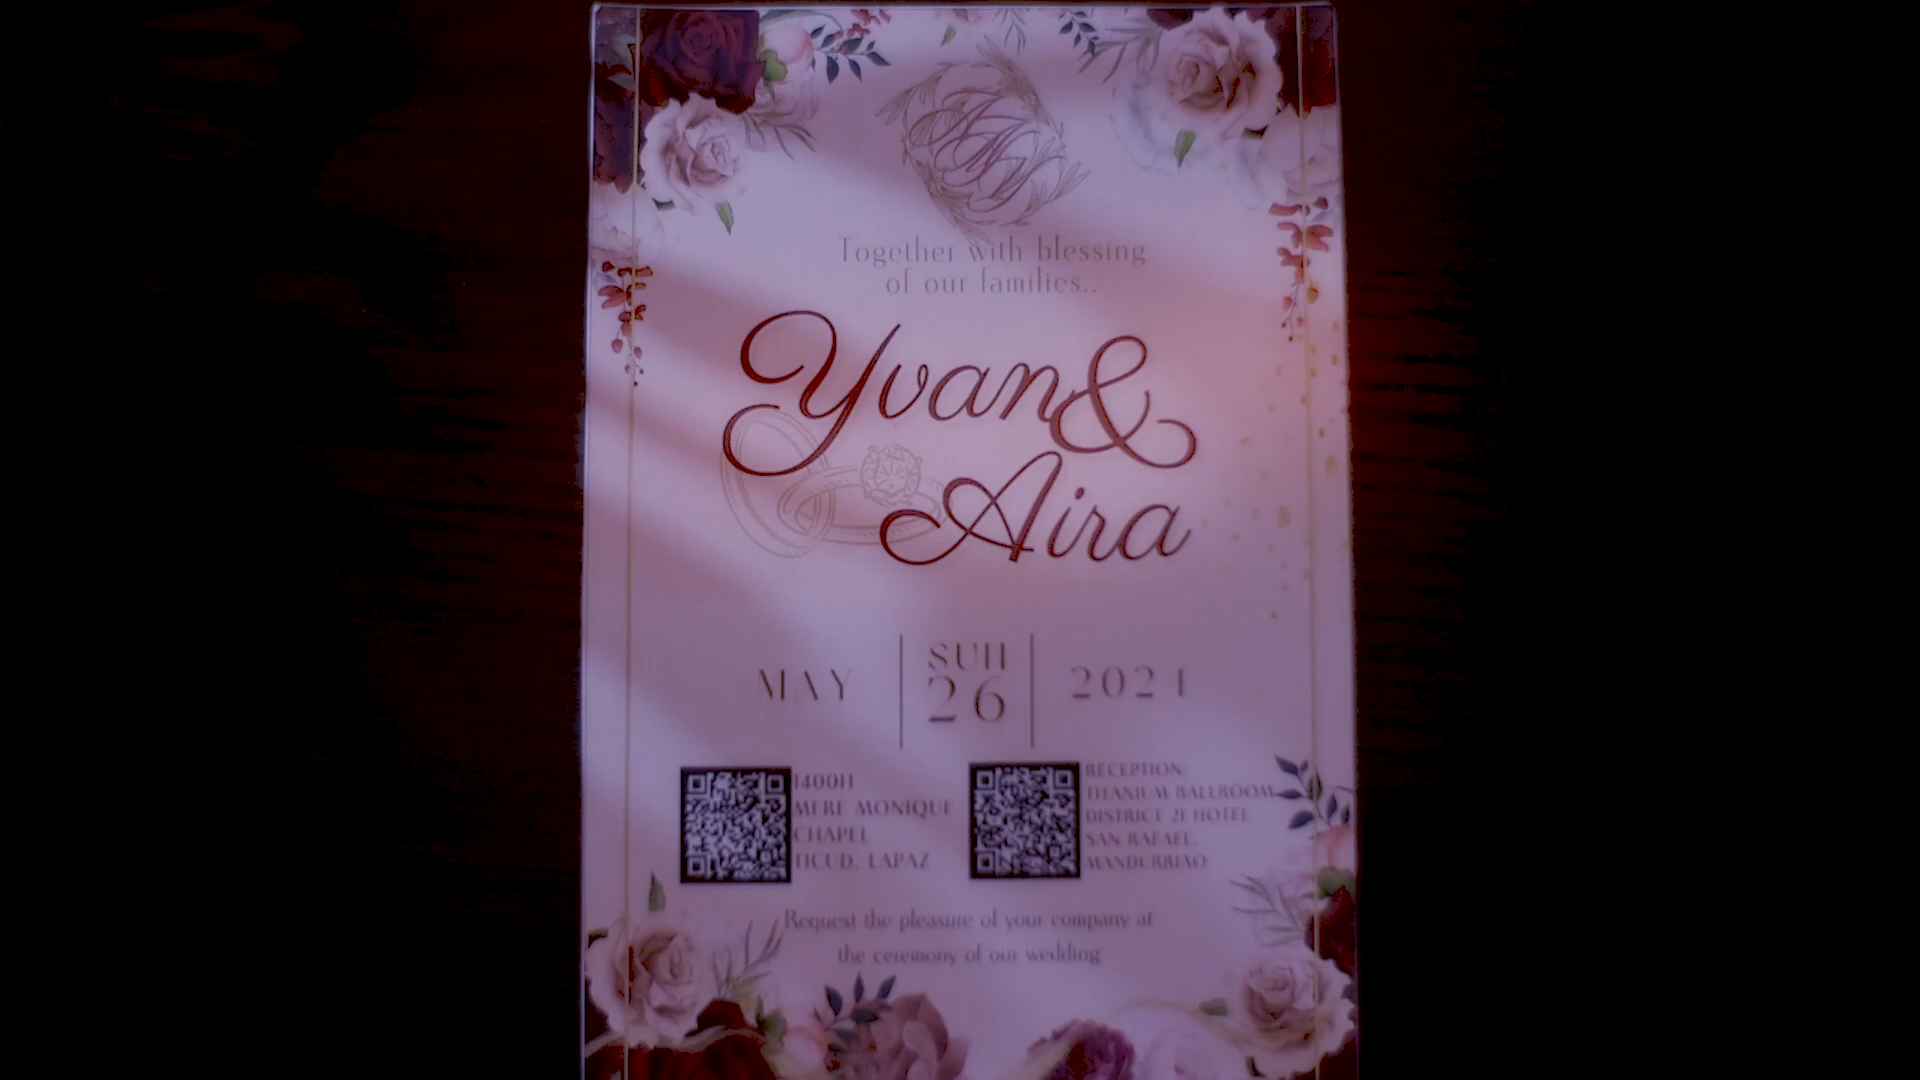 Together with blessing
of our families..
Yvan &
Aira
MAY
SUN
26
2024
1400H
MERE MONIQUE
CHAPEL
TICUD, LAPAZ
RECEPTION:
TITANIUM BALLROOM
DISTRICT 21 HOTEL
SAN RAFAEL,
MANDURRIAO
Request the pleasure of your company at
the ceremony of our wedding